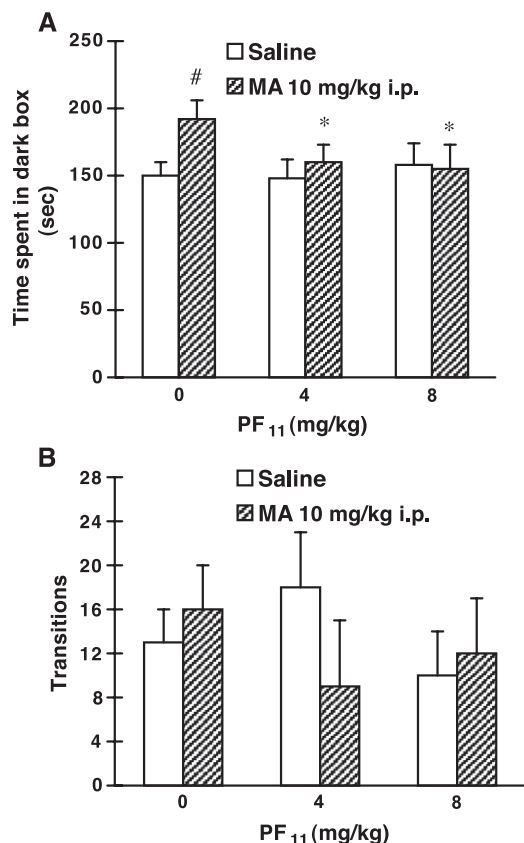 A
Saline
MA 10 mg/kg i.p.
#
*
*
250
200
150
100
50
0
Time spent in dark box
(sec)
0
4
8
PF11 (mg/kg)
B
Saline
MA 10 mg/kg i.p.
28
24
20
16
12
8
4
0
Transitions
0
4
8
PF11 (mg/kg)